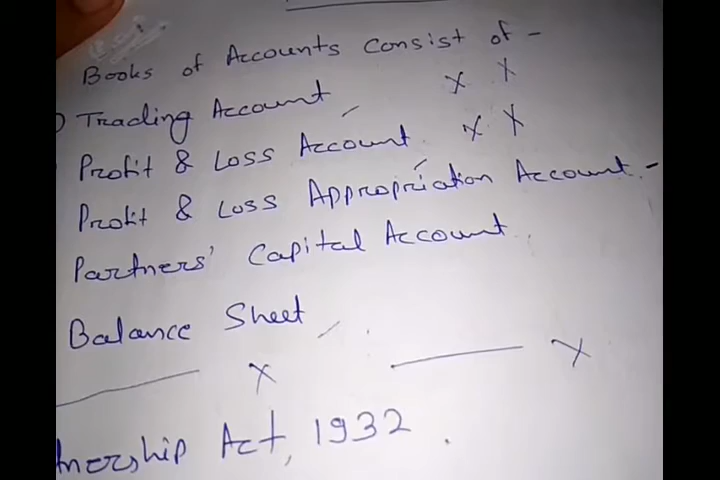 Books of Accounts consist of -
) Trading Account x x
Profit & Loss Account. x x
Profit & Loss Appropriation Account. -
Partners' Capital Account
Balance Sheet
x x
tnership Act, 1932.